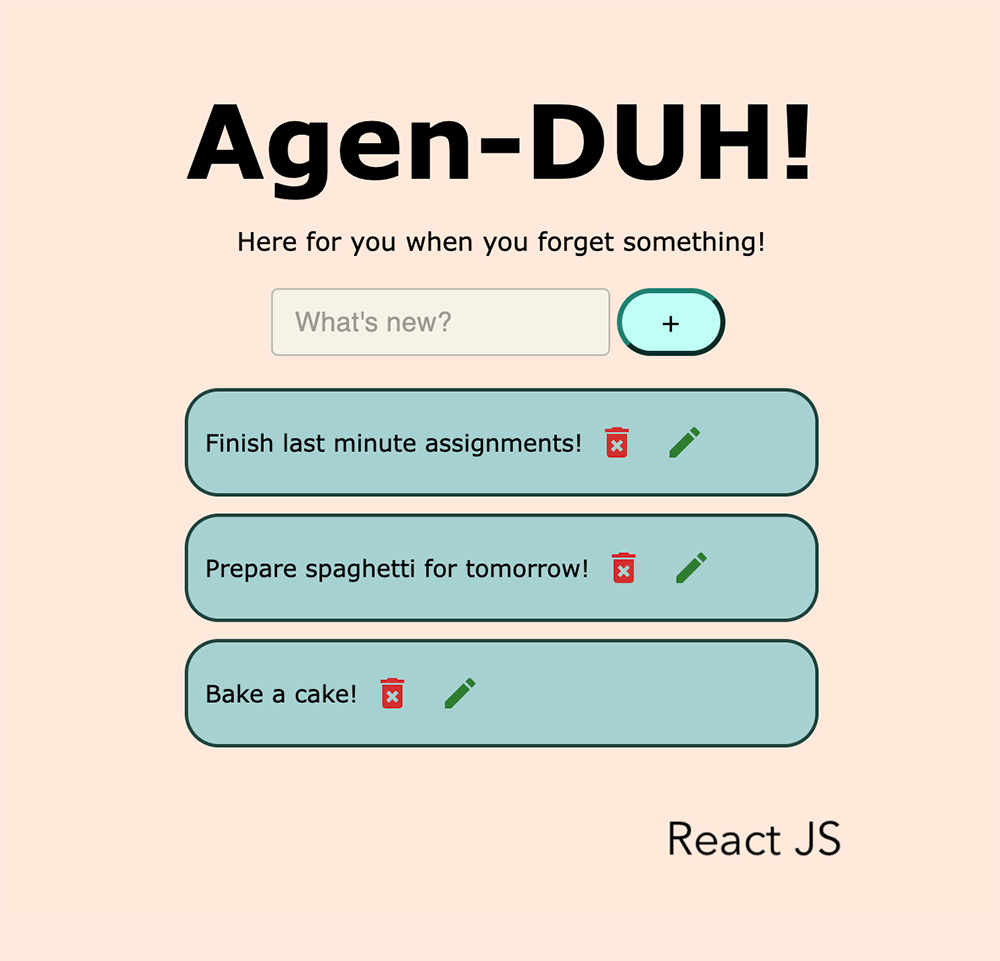 Agen-DUH!
Here for you when you forget something!
What's new?
+
Finish last minute assignments!
Prepare spaghetti for tomorrow!
Bake a cake!
React JS